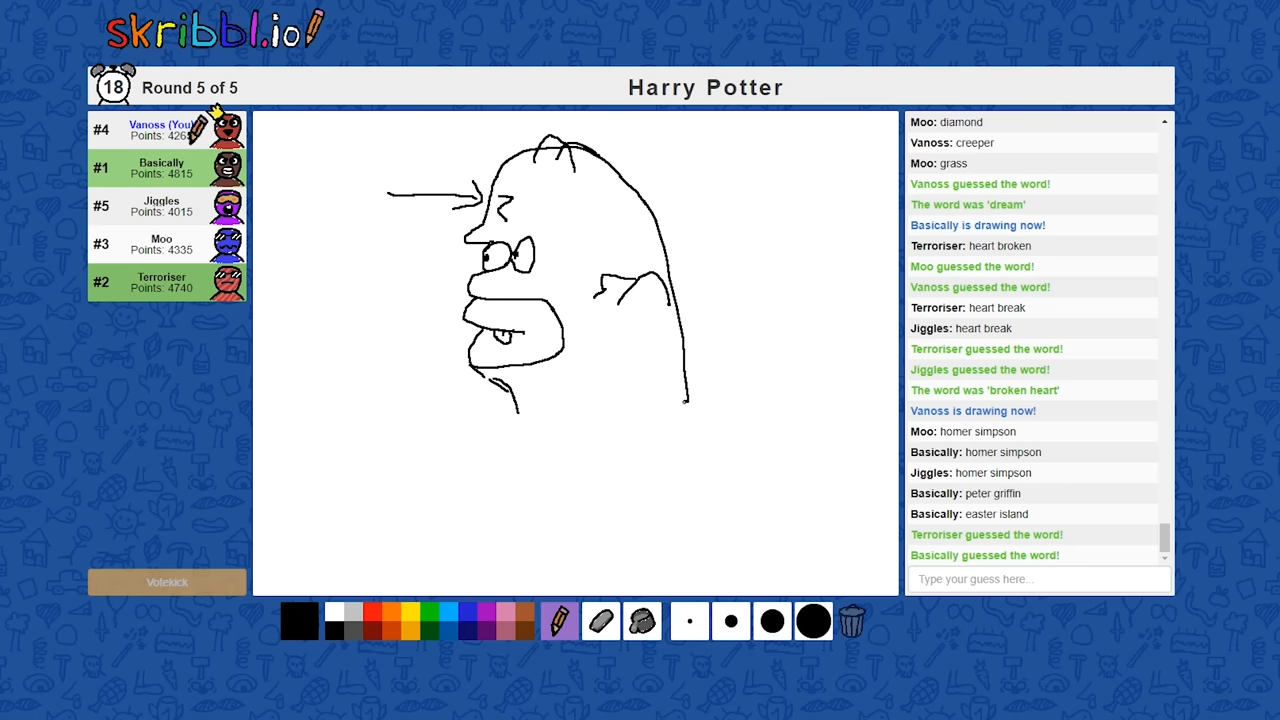 skribbl.io
18
Round 5 of 5
Harry Potter
#4
Vanoss (You)
Points: 426
#1
Basically
Points: 4815
#5
Jiggles
Points: 4015
#3
Moo
Points: 4335
#2
Terroriser
Points: 4740
Votekick
Moo: diamond
Vanoss: creeper
Moo: grass
Vanoss guessed the word!
The word was 'dream'
Basically is drawing now!
Terroriser: heart broken
Moo guessed the word!
Vanoss guessed the word!
Terroriser: heart break
Jiggles: heart break
Terroriser guessed the word!
Jiggles guessed the word!
The word was 'broken heart'
Vanoss is drawing now!
Moo: homer simpson
Basically: homer simpson
Jiggles: homer simpson
Basically: peter griffin
Basically: easter island
Terroriser guessed the word!
Basically guessed the word!
Type your guess here...